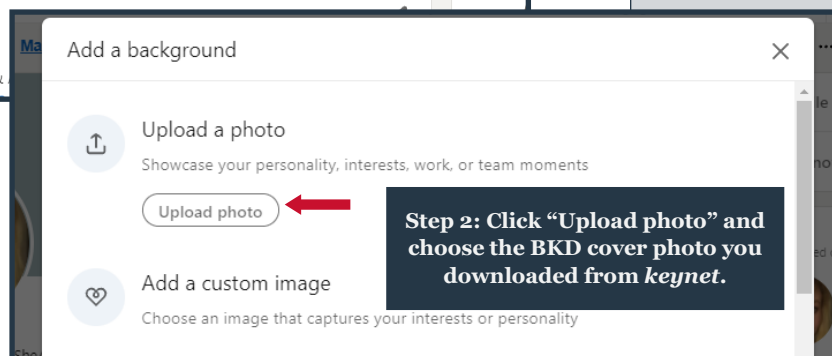 Add a background
Upload a photo
Showcase your personality, interests, work, or team moments
Upload photo
Step 2: Click “Upload photo” and
choose the BKD cover photo you
downloaded from keynet.
Add a custom image
Choose an image that captures your interests or personality